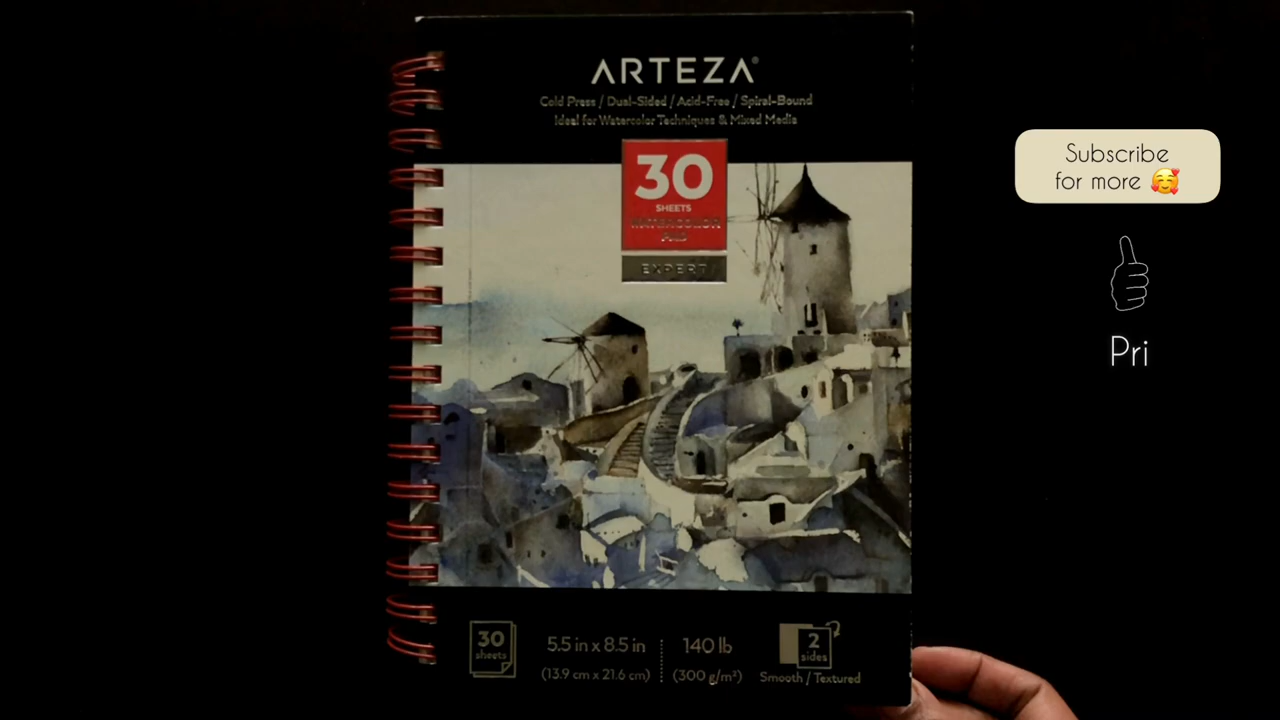 ARTEZA®
Cold Press / Dual-Sided / Acid-Free / Spiral-Bound
Ideal for Watercolor Techniques & Mixed Media
30
SHEETS
WATERCOLOR
PAD
EXPERT
30
sheets
5.5 in x 8.5 in
(13.9 cm x 21.6 cm)
140 lb
(300 g/m²)
2
sides
Smooth / Textured
Subscribe
for more 🥰
Pri